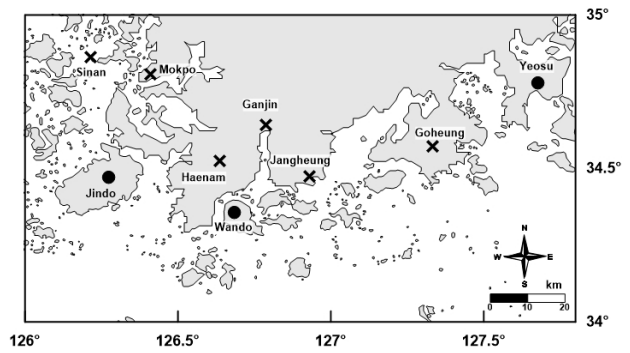 35°
Yeosu
Sinan
Mokpo
Ganjin
Goheung
Jangheung
Haenam
34.5°
Jindo
Wando
N
W E
S
km
0 10 20
34°
126° 126.5° 127° 127.5°